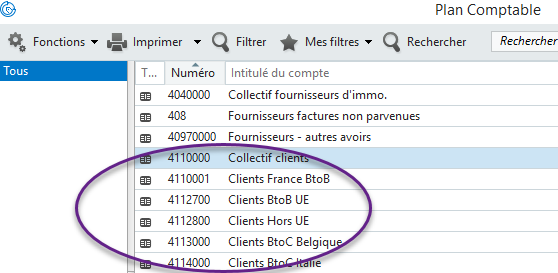 Plan Comptable
Fonctions Imprimer Filtrer Mes filtres Rechercher Rechercher
Tous
T... Numéro Intitulé du compte
4040000 Collectif fournisseurs d'immo.
408 Fournisseurs factures non parvenues
40970000 Fournisseurs - autres avoirs
4110000 Collectif clients
4110001 Clients France BtoB
4112700 Clients BtoB UE
4112800 Clients Hors UE
4113000 Clients BtoC Belgique
4114000 Clients BtoC Italie